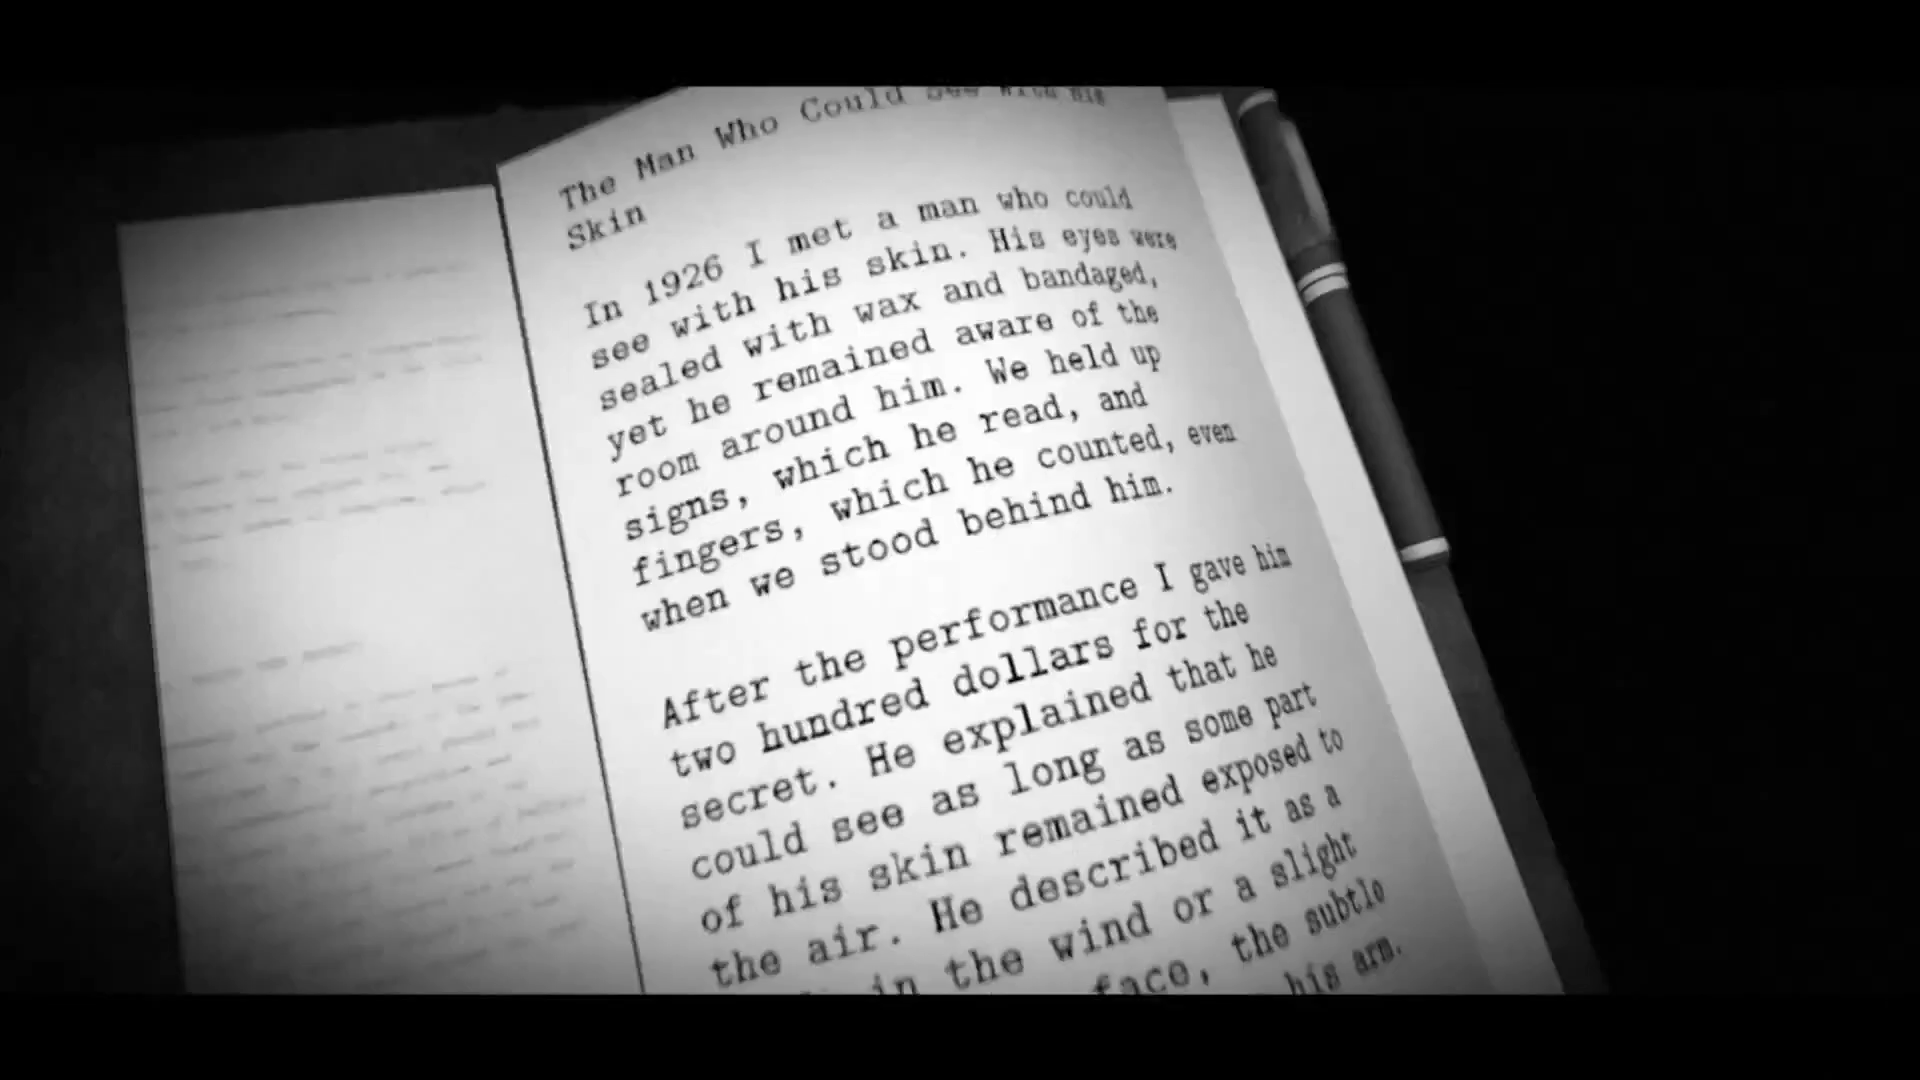 The Man Who Could See With His
Skin
In 1926 I met a man who could
see with his skin. His eyes were
sealed with wax and bandaged,
yet he remained aware of the
room around him. We held up
signs, which he read, and
fingers, which he counted, even
when we stood behind him.
After the performance I gave him
two hundred dollars for the
secret. He explained that he
could see as long as some part
of his skin remained exposed to
the air. He described it as a
in the wind or a slight
face, the subtle
his arm.